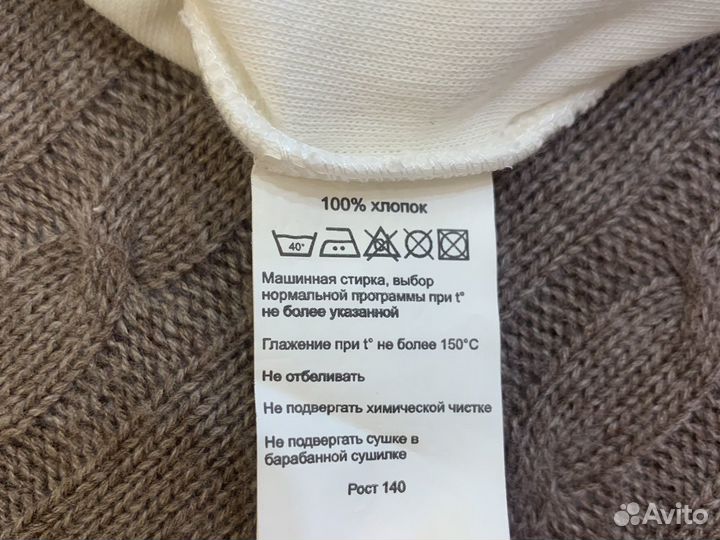 100% хлопок
40°
Машинная стирка, выбор
нормальной программы при t°
не более указанной
Глажение при t° не более 150°С
Не отбеливать
Не подвергать химической чистке
Не подвергать сушке в
барабанной сушилке
Рост 140
Avito